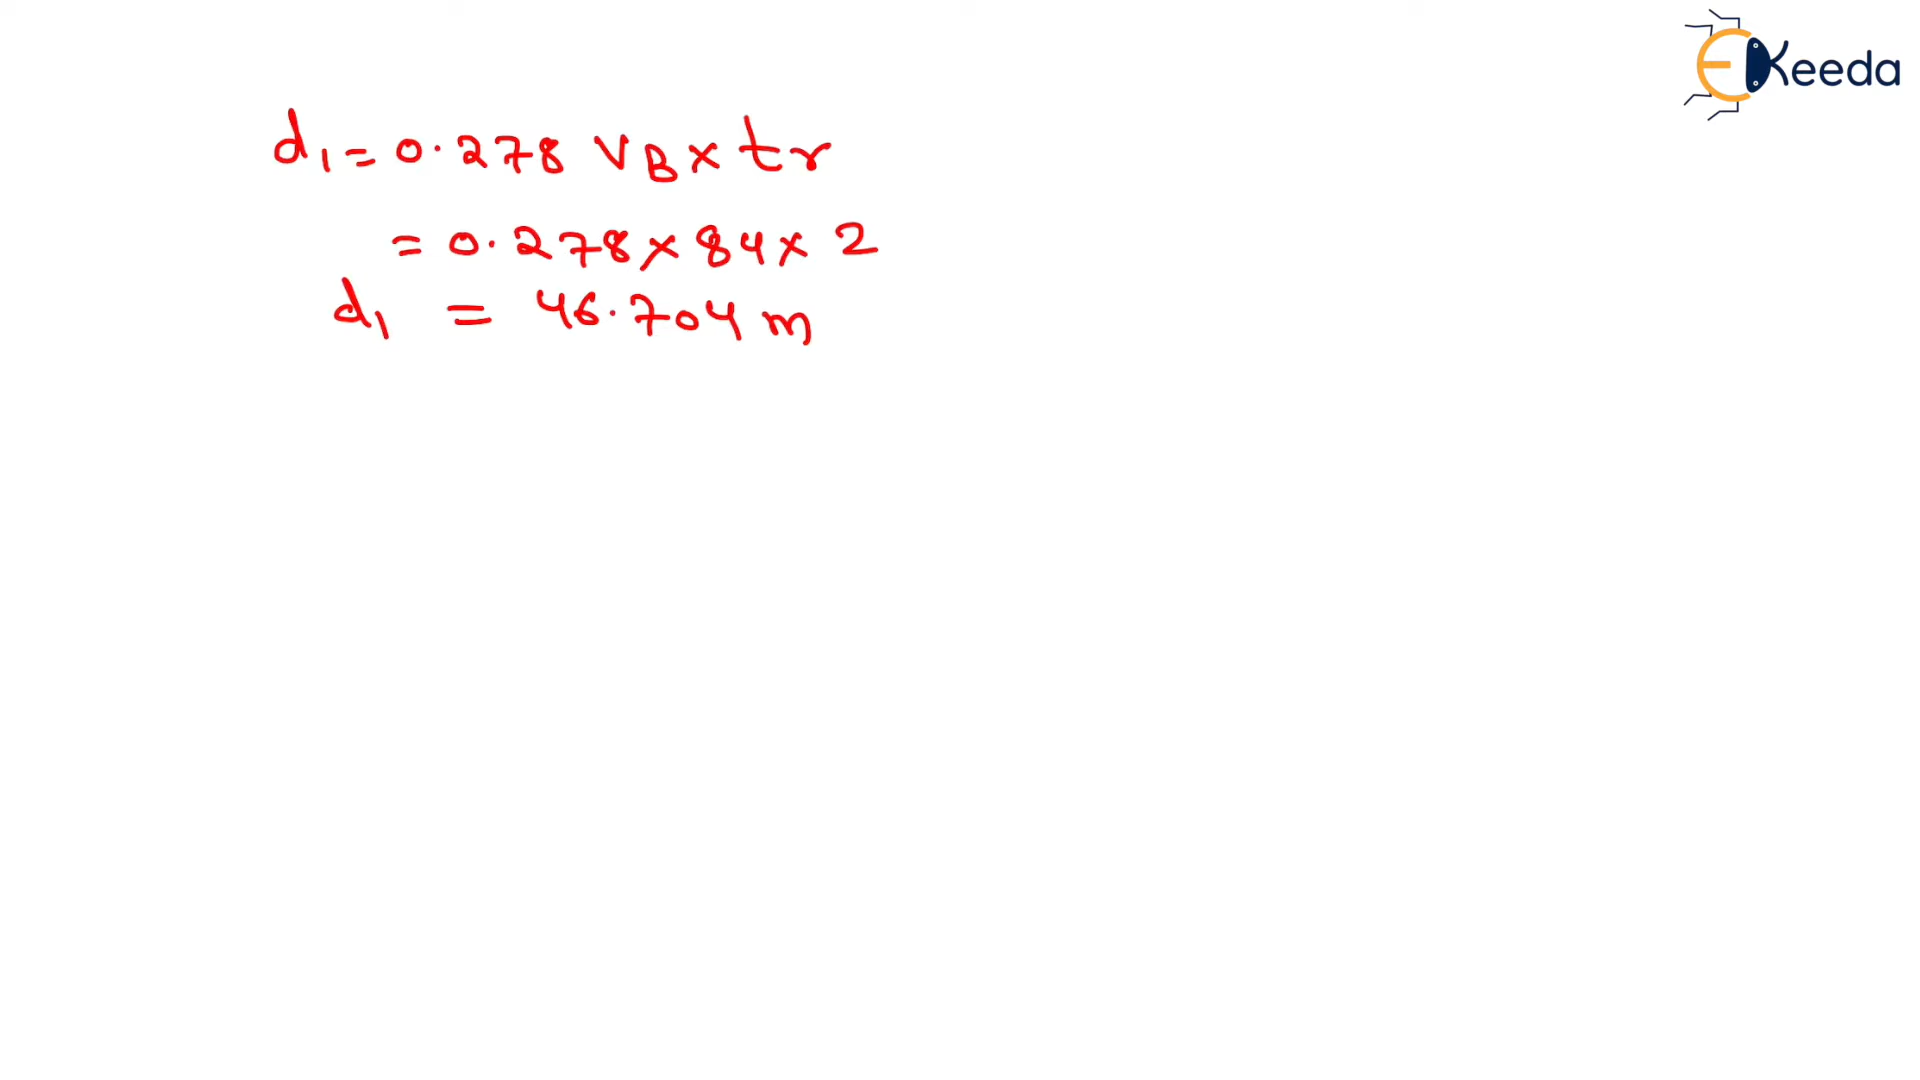 EKeeda
d₁ = 0.278 VB × tr
= 0.278 × 84 × 2
d₁ = 46.704 m